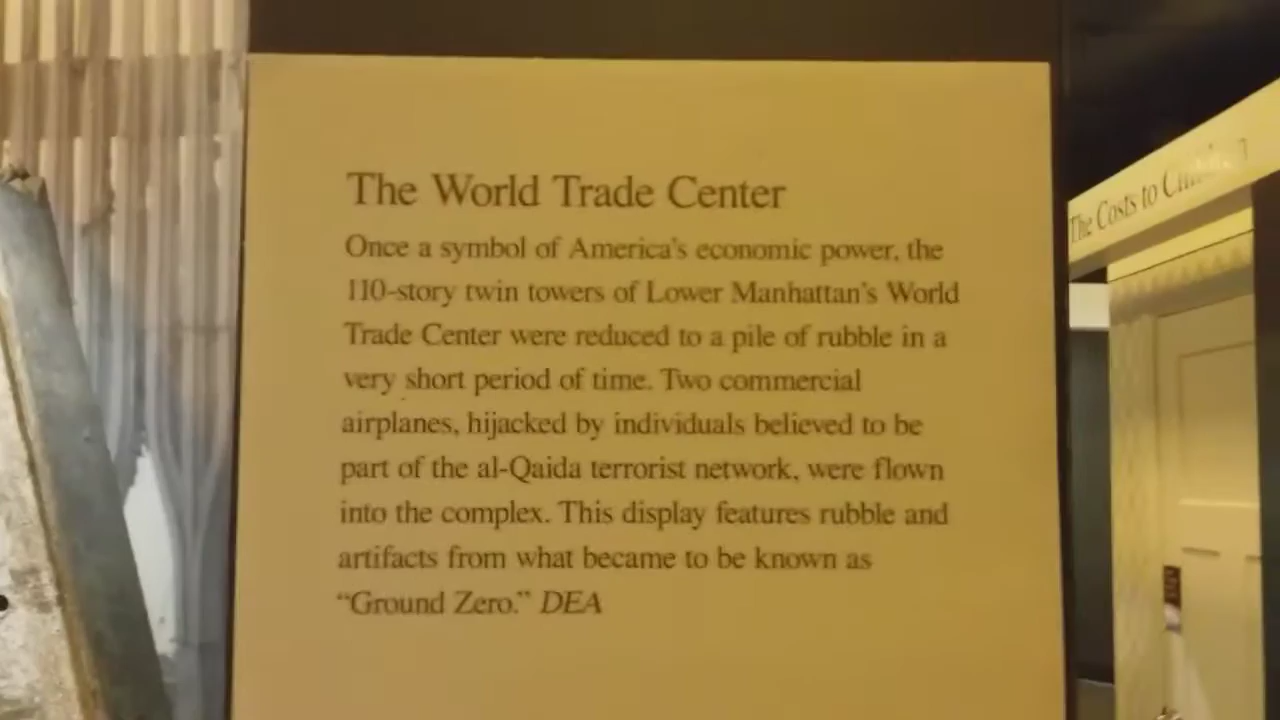 The World Trade Center
Once a symbol of America's economic power, the
110-story twin towers of Lower Manhattan's World
Trade Center were reduced to a pile of rubble in a
very short period of time. Two commercial
airplanes, hijacked by individuals believed to be
part of the al-Qaida terrorist network, were flown
into the complex. This display features rubble and
artifacts from what became to be known as
“Ground Zero.” DEA
The Costs to